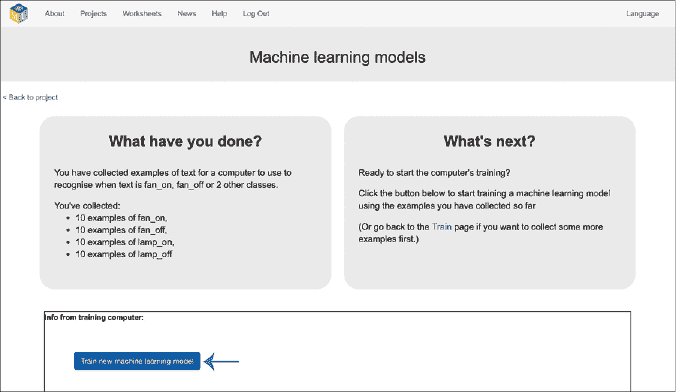 About Projects Worksheets News Help Log Out Language
Machine learning models
< Back to project
What have you done?
You have collected examples of text for a computer to use to
recognise when text is fan_on, fan_off or 2 other classes.
You've collected:
• 10 examples of fan_on,
• 10 examples of fan_off,
• 10 examples of lamp_on,
• 10 examples of lamp_off
What's next?
Ready to start the computer's training?
Click the button below to start training a machine learning model
using the examples you have collected so far
(Or go back to the Train page if you want to collect some more
examples first.)
Info from training computer:
Train new machine learning model